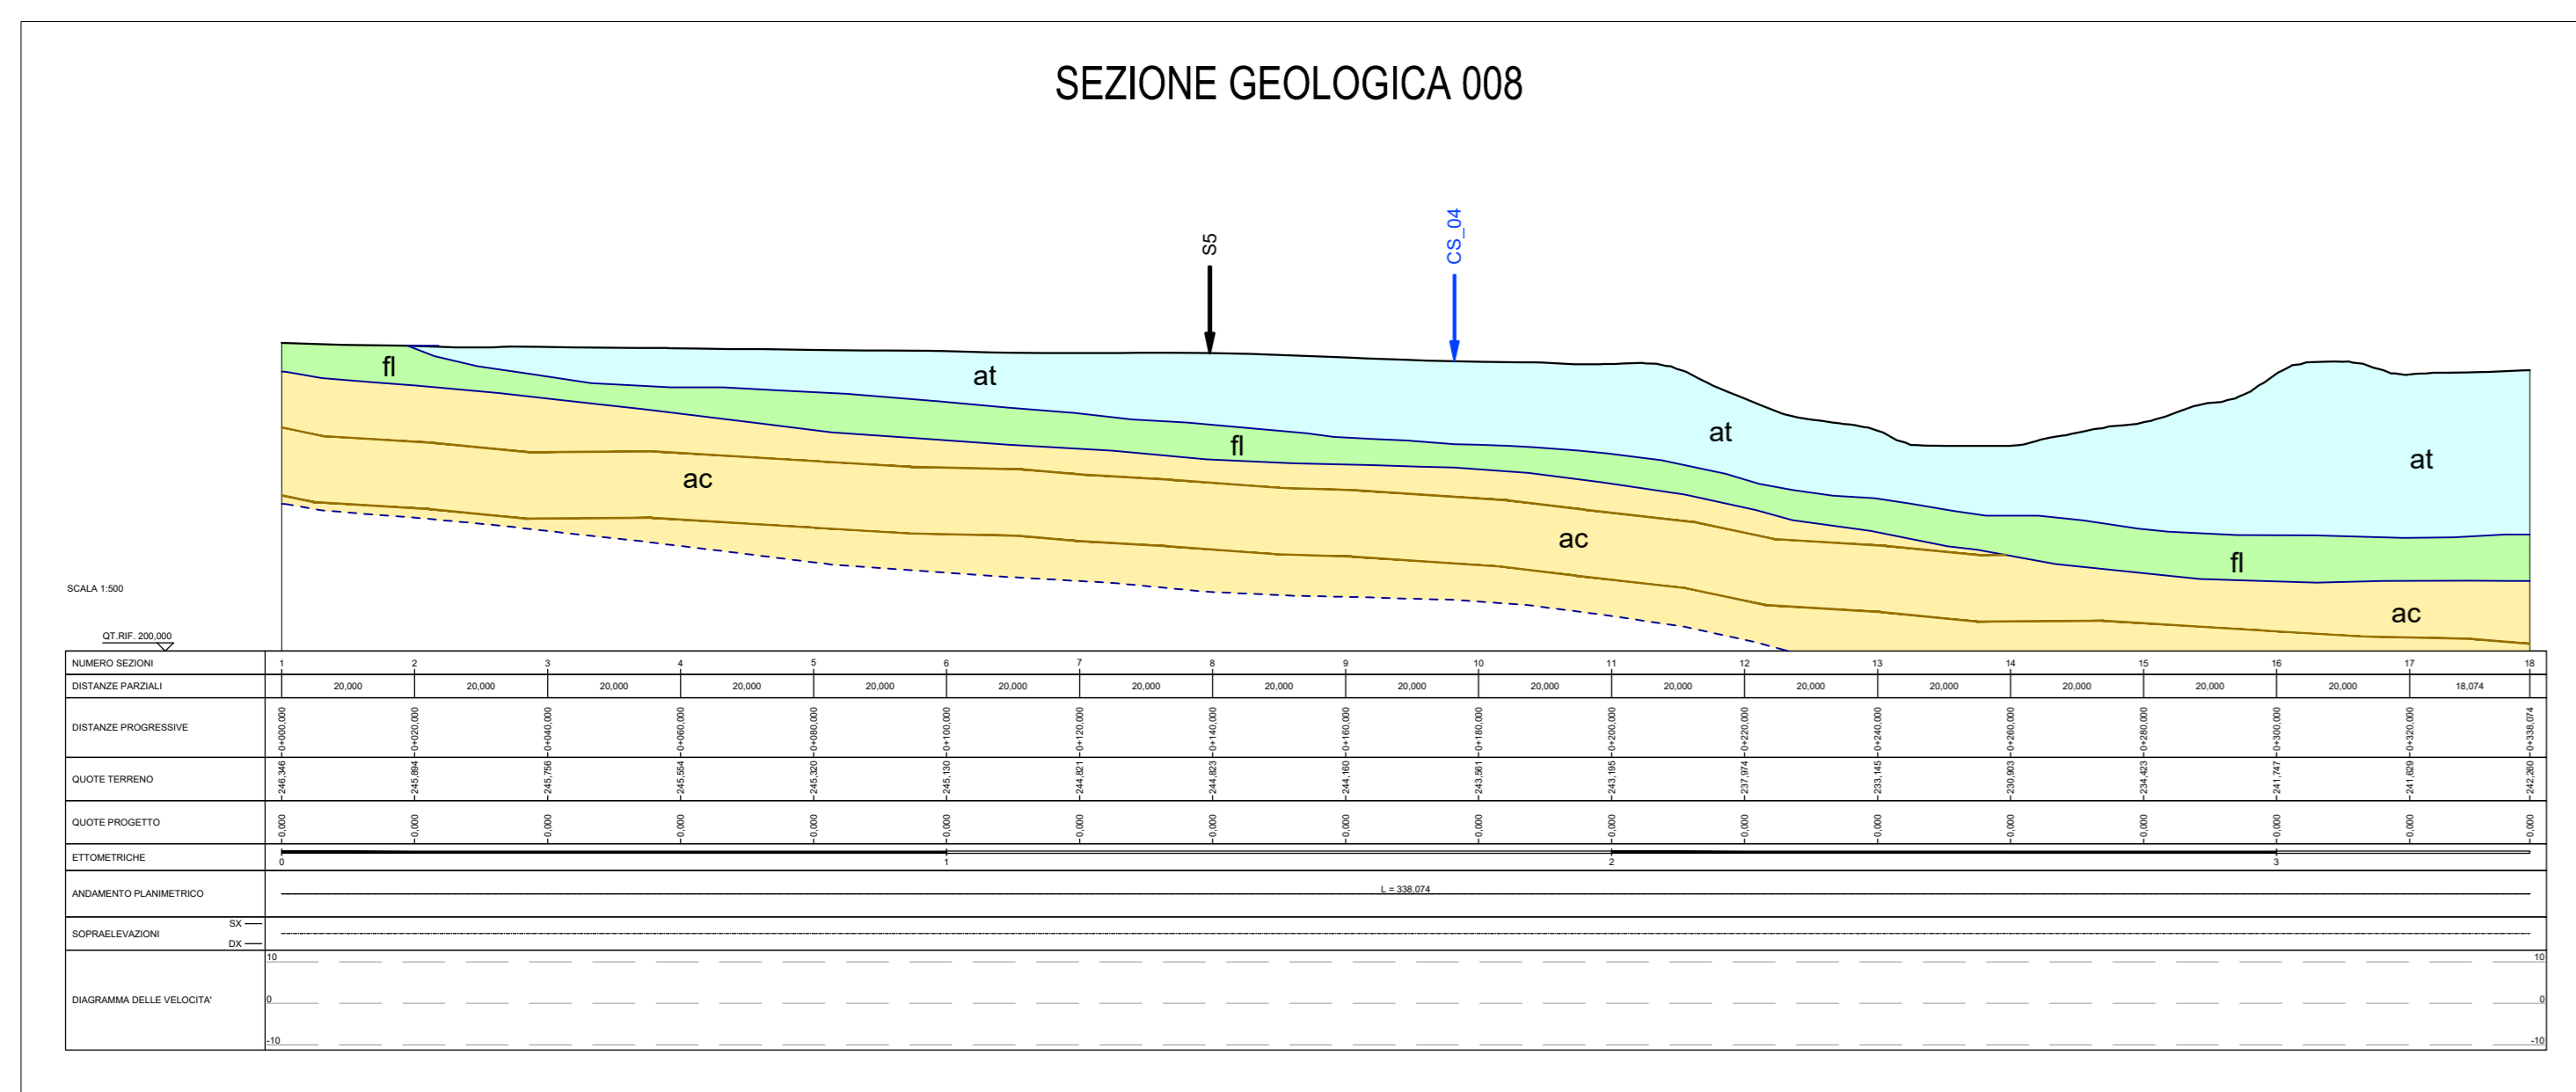 SEZIONE GEOLOGICA 008
S5
CS_04
fl
at
fl
at
at
ac
ac
fl
ac
SCALA 1:500
QT.RIF. 200,000
NUMERO SEZIONI 1 2 3 4 5 6 7 8 9 10 11 12 13 14 15 16 17 18
DISTANZE PARZIALI 20,000 20,000 20,000 20,000 20,000 20,000 20,000 20,000 20,000 20,000 20,000 20,000 20,000 20,000 20,000 20,000 18,074
DISTANZE PROGRESSIVE 0+000,000 0+020,000 0+040,000 0+060,000 0+080,000 0+100,000 0+120,000 0+140,000 0+160,000 0+180,000 0+200,000 0+220,000 0+240,000 0+260,000 0+280,000 0+300,000 0+320,000 0+338,074
QUOTE TERRENO 246,346 245,894 245,756 245,554 245,320 245,130 244,821 244,823 244,160 243,561 243,195 237,974 233,145 230,903 234,423 241,747 241,629 242,260
QUOTE PROGETTO 0,000 0,000 0,000 0,000 0,000 0,000 0,000 0,000 0,000 0,000 0,000 0,000 0,000 0,000 0,000 0,000 0,000 0,000
ETTOMETRICHE 0 1 2 3
ANDAMENTO PLANIMETRICO L = 338,074
SOPRAELEVAZIONI SX
DX
10 10
DIAGRAMMA DELLE VELOCITA' 0 0
-10 -10